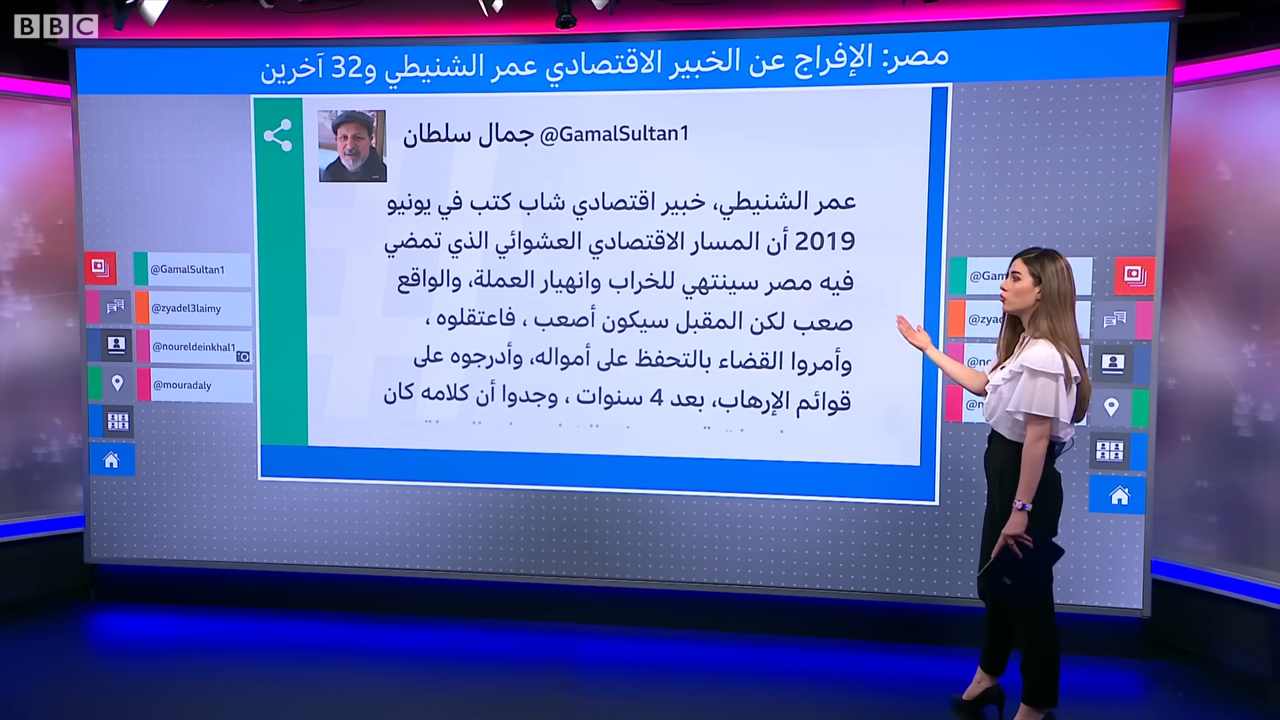 BBC
مصر: الإفراج عن الخبير الاقتصادي عمر الشنيطي و32 آخرين
جمال سلطان @GamalSultan1
عمر الشنيطي، خبير اقتصادي شاب كتب في يونيو
2019 أن المسار الاقتصادي العشوائي الذي تمضي
فيه مصر سينتهي للخراب وانهيار العملة، والواقع
صعب لكن المقبل سيكون أصعب ، فاعتقلوه ،
وأمروا القضاء بالتحفظ على أمواله، وأدرجوه على
قوائم الإرهاب، بعد 4 سنوات ، وجدوا أن كلامه كان
@GamalSultan1
@zyadel3laimy
@noureldeinkhal1
@mouradaly
@Gam
@zyad
@no
@m